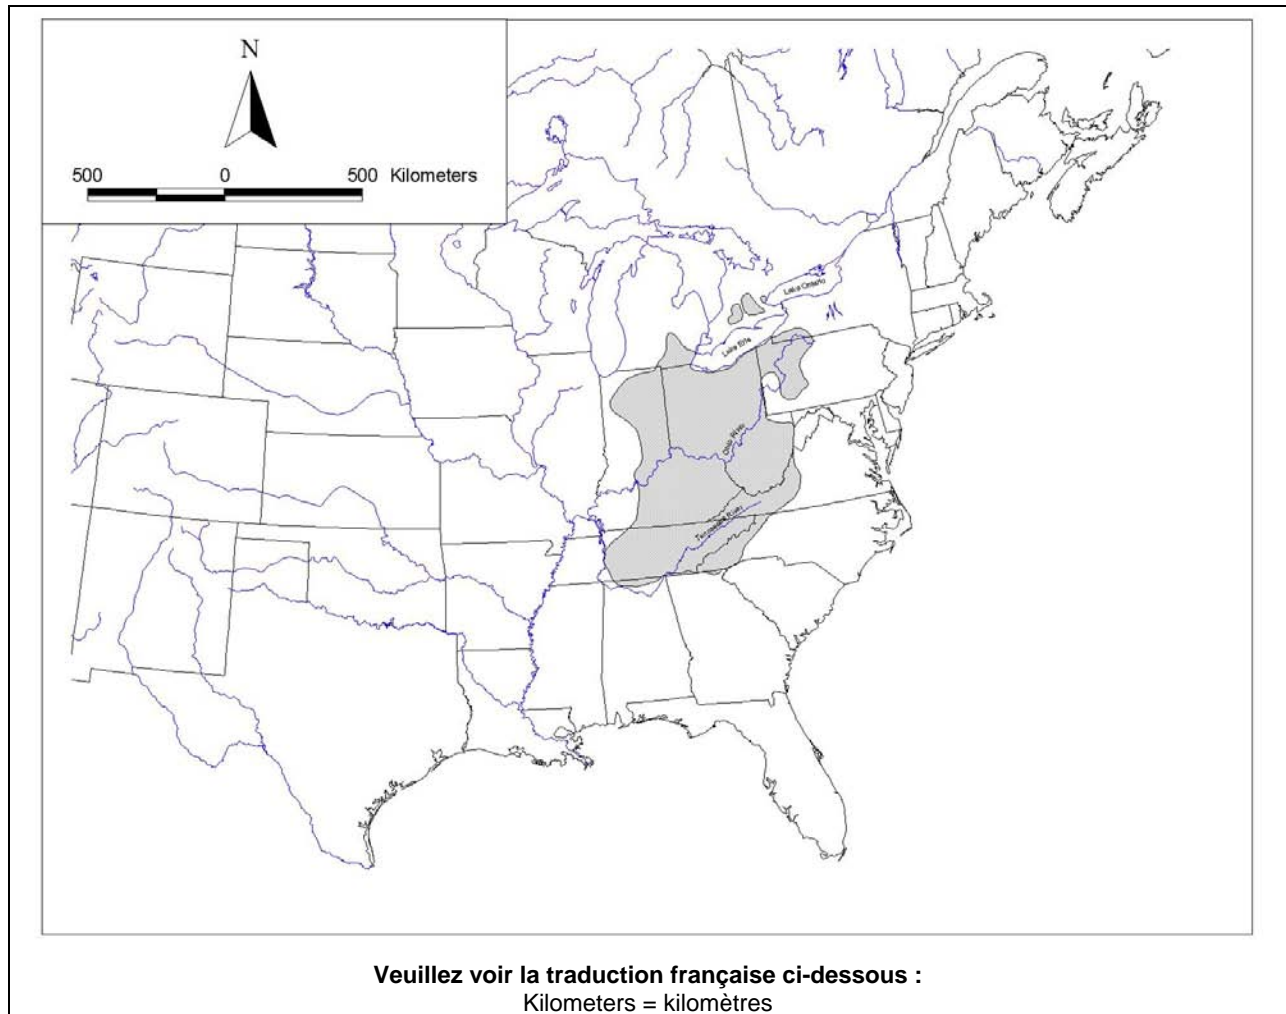 N
500 0 500 Kilometers
Lake Ontario
Lake Erie
Ohio River
Tennessee River
Veuillez voir la traduction française ci-dessous :
Kilometers = kilomètres